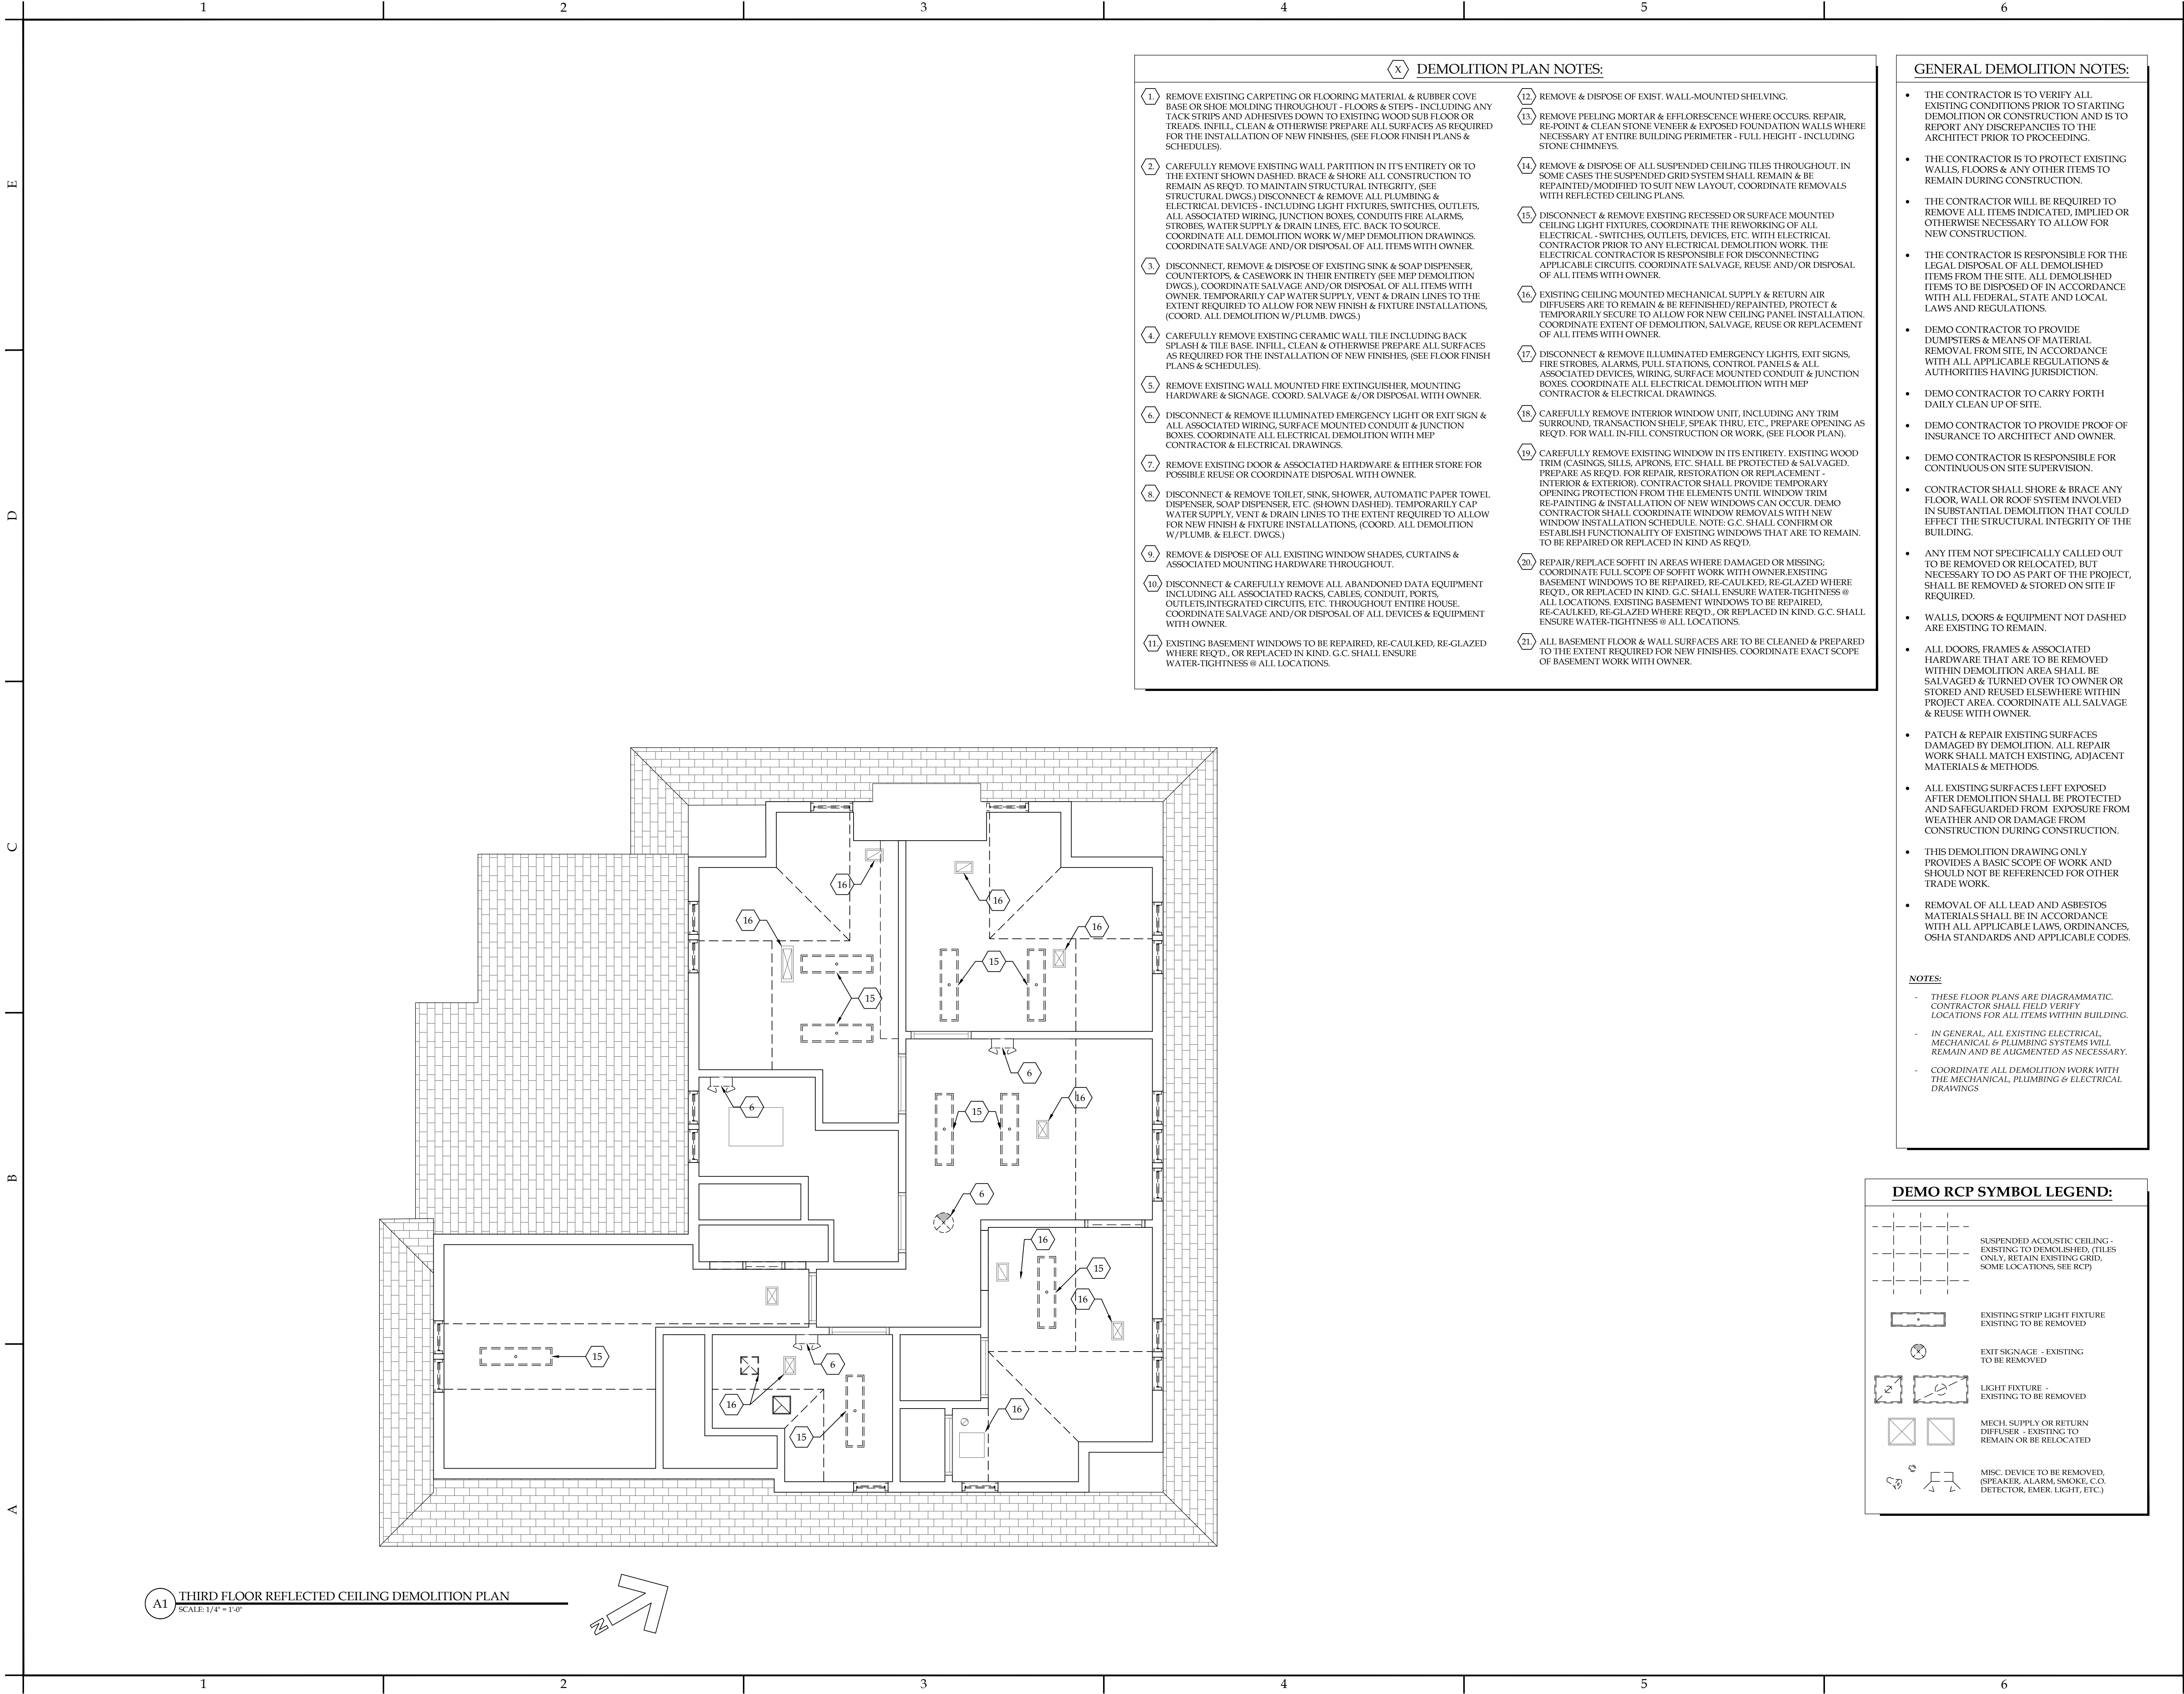 1 2 3 4 5 6
X DEMOLITION PLAN NOTES:
1. REMOVE EXISTING CARPETING OR FLOORING MATERIAL & RUBBER COVE
BASE OR SHOE MOLDING THROUGHOUT - FLOORS & STEPS - INCLUDING ANY
TACK STRIPS AND ADHESIVES DOWN TO EXISTING WOOD SUB FLOOR OR
TREADS. INFILL, CLEAN & OTHERWISE PREPARE ALL SURFACES AS REQUIRED
FOR THE INSTALLATION OF NEW FINISHES, (SEE FLOOR FINISH PLANS &
SCHEDULES).
2. CAREFULLY REMOVE EXISTING WALL PARTITION IN IT'S ENTIRETY OR TO
THE EXTENT SHOWN DASHED. BRACE & SHORE ALL CONSTRUCTION TO
REMAIN AS REQ'D. TO MAINTAIN STRUCTURAL INTEGRITY, (SEE
STRUCTURAL DWGS.) DISCONNECT & REMOVE ALL PLUMBING &
ELECTRICAL DEVICES - INCLUDING LIGHT FIXTURES, SWITCHES, OUTLETS,
ALL ASSOCIATED WIRING, JUNCTION BOXES, CONDUITS FIRE ALARMS,
STROBES, WATER SUPPLY & DRAIN LINES, ETC. BACK TO SOURCE.
COORDINATE ALL DEMOLITION WORK W/MEP DEMOLITION DRAWINGS.
COORDINATE SALVAGE AND/OR DISPOSAL OF ALL ITEMS WITH OWNER.
3. DISCONNECT, REMOVE & DISPOSE OF EXISTING SINK & SOAP DISPENSER,
COUNTERTOPS, & CASEWORK IN THEIR ENTIRETY (SEE MEP DEMOLITION
DWGS.), COORDINATE SALVAGE AND/OR DISPOSAL OF ALL ITEMS WITH
OWNER. TEMPORARILY CAP WATER SUPPLY, VENT & DRAIN LINES TO THE
EXTENT REQUIRED TO ALLOW FOR NEW FINISH & FIXTURE INSTALLATIONS,
(COORD. ALL DEMOLITION W/PLUMB. DWGS.)
4. CAREFULLY REMOVE EXISTING CERAMIC WALL TILE INCLUDING BACK
SPLASH & TILE BASE. INFILL, CLEAN & OTHERWISE PREPARE ALL SURFACES
AS REQUIRED FOR THE INSTALLATION OF NEW FINISHES, (SEE FLOOR FINISH
PLANS & SCHEDULES).
5. REMOVE EXISTING WALL MOUNTED FIRE EXTINGUISHER, MOUNTING
HARDWARE & SIGNAGE. COORD. SALVAGE &/OR DISPOSAL WITH OWNER.
6. DISCONNECT & REMOVE ILLUMINATED EMERGENCY LIGHT OR EXIT SIGN &
ALL ASSOCIATED WIRING, SURFACE MOUNTED CONDUIT & JUNCTION
BOXES. COORDINATE ALL ELECTRICAL DEMOLITION WITH MEP
CONTRACTOR & ELECTRICAL DRAWINGS.
7. REMOVE EXISTING DOOR & ASSOCIATED HARDWARE & EITHER STORE FOR
POSSIBLE REUSE OR COORDINATE DISPOSAL WITH OWNER.
8. DISCONNECT & REMOVE TOILET, SINK, SHOWER, AUTOMATIC PAPER TOWEL
DISPENSER, SOAP DISPENSER, ETC. (SHOWN DASHED). TEMPORARILY CAP
WATER SUPPLY, VENT & DRAIN LINES TO THE EXTENT REQUIRED TO ALLOW
FOR NEW FINISH & FIXTURE INSTALLATIONS, (COORD. ALL DEMOLITION
W/PLUMB. & ELECT. DWGS.)
9. REMOVE & DISPOSE OF ALL EXISTING WINDOW SHADES, CURTAINS &
ASSOCIATED MOUNTING HARDWARE THROUGHOUT.
10. DISCONNECT & CAREFULLY REMOVE ALL ABANDONED DATA EQUIPMENT
INCLUDING ALL ASSOCIATED RACKS, CABLES, CONDUIT, PORTS,
OUTLETS,INTEGRATED CIRCUITS, ETC. THROUGHOUT ENTIRE HOUSE.
COORDINATE SALVAGE AND/OR DISPOSAL OF ALL DEVICES & EQUIPMENT
WITH OWNER.
11. EXISTING BASEMENT WINDOWS TO BE REPAIRED, RE-CAULKED, RE-GLAZED
WHERE REQ'D., OR REPLACED IN KIND. G.C. SHALL ENSURE
WATER-TIGHTNESS @ ALL LOCATIONS.
12. REMOVE & DISPOSE OF EXIST. WALL-MOUNTED SHELVING.
13. REMOVE PEELING MORTAR & EFFLORESCENCE WHERE OCCURS. REPAIR,
RE-POINT & CLEAN STONE VENEER & EXPOSED FOUNDATION WALLS WHERE
NECESSARY AT ENTIRE BUILDING PERIMETER - FULL HEIGHT - INCLUDING
STONE CHIMNEYS.
14. REMOVE & DISPOSE OF ALL SUSPENDED CEILING TILES THROUGHOUT. IN
SOME CASES THE SUSPENDED GRID SYSTEM SHALL REMAIN & BE
REPAINTED/MODIFIED TO SUIT NEW LAYOUT, COORDINATE REMOVALS
WITH REFLECTED CEILING PLANS.
15. DISCONNECT & REMOVE EXISTING RECESSED OR SURFACE MOUNTED
CEILING LIGHT FIXTURES, COORDINATE THE REWORKING OF ALL
ELECTRICAL - SWITCHES, OUTLETS, DEVICES, ETC. WITH ELECTRICAL
CONTRACTOR PRIOR TO ANY ELECTRICAL DEMOLITION WORK. THE
ELECTRICAL CONTRACTOR IS RESPONSIBLE FOR DISCONNECTING
APPLICABLE CIRCUITS. COORDINATE SALVAGE, REUSE AND/OR DISPOSAL
OF ALL ITEMS WITH OWNER.
16. EXISTING CEILING MOUNTED MECHANICAL SUPPLY & RETURN AIR
DIFFUSERS ARE TO REMAIN & BE REFINISHED/REPAINTED, PROTECT &
TEMPORARILY SECURE TO ALLOW FOR NEW CEILING PANEL INSTALLATION.
COORDINATE EXTENT OF DEMOLITION, SALVAGE, REUSE OR REPLACEMENT
OF ALL ITEMS WITH OWNER.
17. DISCONNECT & REMOVE ILLUMINATED EMERGENCY LIGHTS, EXIT SIGNS,
FIRE STROBES, ALARMS, PULL STATIONS, CONTROL PANELS & ALL
ASSOCIATED DEVICES, WIRING, SURFACE MOUNTED CONDUIT & JUNCTION
BOXES. COORDINATE ALL ELECTRICAL DEMOLITION WITH MEP
CONTRACTOR & ELECTRICAL DRAWINGS.
18. CAREFULLY REMOVE INTERIOR WINDOW UNIT, INCLUDING ANY TRIM
SURROUND, TRANSACTION SHELF, SPEAK THRU, ETC., PREPARE OPENING AS
REQ'D. FOR WALL IN-FILL CONSTRUCTION OR WORK, (SEE FLOOR PLAN).
19. CAREFULLY REMOVE EXISTING WINDOW IN ITS ENTIRETY. EXISTING WOOD
TRIM (CASINGS, SILLS, APRONS, ETC. SHALL BE PROTECTED & SALVAGED.
PREPARE AS REQ'D. FOR REPAIR, RESTORATION OR REPLACEMENT -
INTERIOR & EXTERIOR). CONTRACTOR SHALL PROVIDE TEMPORARY
OPENING PROTECTION FROM THE ELEMENTS UNTIL WINDOW TRIM
RE-PAINTING & INSTALLATION OF NEW WINDOWS CAN OCCUR. DEMO
CONTRACTOR SHALL COORDINATE WINDOW REMOVALS WITH NEW
WINDOW INSTALLATION SCHEDULE. NOTE: G.C. SHALL CONFIRM OR
ESTABLISH FUNCTIONALITY OF EXISTING WINDOWS THAT ARE TO REMAIN.
TO BE REPAIRED OR REPLACED IN KIND AS REQ'D.
20. REPAIR/REPLACE SOFFIT IN AREAS WHERE DAMAGED OR MISSING;
COORDINATE FULL SCOPE OF SOFFIT WORK WITH OWNER.EXISTING
BASEMENT WINDOWS TO BE REPAIRED, RE-CAULKED, RE-GLAZED WHERE
REQ'D., OR REPLACED IN KIND. G.C. SHALL ENSURE WATER-TIGHTNESS @
ALL LOCATIONS. EXISTING BASEMENT WINDOWS TO BE REPAIRED,
RE-CAULKED, RE-GLAZED WHERE REQ'D., OR REPLACED IN KIND. G.C. SHALL
ENSURE WATER-TIGHTNESS @ ALL LOCATIONS.
21. ALL BASEMENT FLOOR & WALL SURFACES ARE TO BE CLEANED & PREPARED
TO THE EXTENT REQUIRED FOR NEW FINISHES. COORDINATE EXACT SCOPE
OF BASEMENT WORK WITH OWNER.
GENERAL DEMOLITION NOTES:
• THE CONTRACTOR IS TO VERIFY ALL
EXISTING CONDITIONS PRIOR TO STARTING
DEMOLITION OR CONSTRUCTION AND IS TO
REPORT ANY DISCREPANCIES TO THE
ARCHITECT PRIOR TO PROCEEDING.
• THE CONTRACTOR IS TO PROTECT EXISTING
WALLS, FLOORS & ANY OTHER ITEMS TO
REMAIN DURING CONSTRUCTION.
• THE CONTRACTOR WILL BE REQUIRED TO
REMOVE ALL ITEMS INDICATED, IMPLIED OR
OTHERWISE NECESSARY TO ALLOW FOR
NEW CONSTRUCTION.
• THE CONTRACTOR IS RESPONSIBLE FOR THE
LEGAL DISPOSAL OF ALL DEMOLISHED
ITEMS FROM THE SITE. ALL DEMOLISHED
ITEMS TO BE DISPOSED OF IN ACCORDANCE
WITH ALL FEDERAL, STATE AND LOCAL
LAWS AND REGULATIONS.
• DEMO CONTRACTOR TO PROVIDE
DUMPSTERS & MEANS OF MATERIAL
REMOVAL FROM SITE, IN ACCORDANCE
WITH ALL APPLICABLE REGULATIONS &
AUTHORITIES HAVING JURISDICTION.
• DEMO CONTRACTOR TO CARRY FORTH
DAILY CLEAN UP OF SITE.
• DEMO CONTRACTOR TO PROVIDE PROOF OF
INSURANCE TO ARCHITECT AND OWNER.
• DEMO CONTRACTOR IS RESPONSIBLE FOR
CONTINUOUS ON SITE SUPERVISION.
• CONTRACTOR SHALL SHORE & BRACE ANY
FLOOR, WALL OR ROOF SYSTEM INVOLVED
IN SUBSTANTIAL DEMOLITION THAT COULD
EFFECT THE STRUCTURAL INTEGRITY OF THE
BUILDING.
• ANY ITEM NOT SPECIFICALLY CALLED OUT
TO BE REMOVED OR RELOCATED, BUT
NECESSARY TO DO AS PART OF THE PROJECT,
SHALL BE REMOVED & STORED ON SITE IF
REQUIRED.
• WALLS, DOORS & EQUIPMENT NOT DASHED
ARE EXISTING TO REMAIN.
• ALL DOORS, FRAMES & ASSOCIATED
HARDWARE THAT ARE TO BE REMOVED
WITHIN DEMOLITION AREA SHALL BE
SALVAGED & TURNED OVER TO OWNER OR
STORED AND REUSED ELSEWHERE WITHIN
PROJECT AREA. COORDINATE ALL SALVAGE
& REUSE WITH OWNER.
• PATCH & REPAIR EXISTING SURFACES
DAMAGED BY DEMOLITION. ALL REPAIR
WORK SHALL MATCH EXISTING, ADJACENT
MATERIALS & METHODS.
• ALL EXISTING SURFACES LEFT EXPOSED
AFTER DEMOLITION SHALL BE PROTECTED
AND SAFEGUARDED FROM EXPOSURE FROM
WEATHER AND OR DAMAGE FROM
CONSTRUCTION DURING CONSTRUCTION.
• THIS DEMOLITION DRAWING ONLY
PROVIDES A BASIC SCOPE OF WORK AND
SHOULD NOT BE REFERENCED FOR OTHER
TRADE WORK.
• REMOVAL OF ALL LEAD AND ASBESTOS
MATERIALS SHALL BE IN ACCORDANCE
WITH ALL APPLICABLE LAWS, ORDINANCES,
OSHA STANDARDS AND APPLICABLE CODES.
NOTES:
- THESE FLOOR PLANS ARE DIAGRAMMATIC.
CONTRACTOR SHALL FIELD VERIFY
LOCATIONS FOR ALL ITEMS WITHIN BUILDING.
- IN GENERAL, ALL EXISTING ELECTRICAL,
MECHANICAL & PLUMBING SYSTEMS WILL
REMAIN AND BE AUGMENTED AS NECESSARY.
- COORDINATE ALL DEMOLITION WORK WITH
THE MECHANICAL, PLUMBING & ELECTRICAL
DRAWINGS
DEMO RCP SYMBOL LEGEND:
SUSPENDED ACOUSTIC CEILING -
EXISTING TO DEMOLISHED, (TILES
ONLY, RETAIN EXISTING GRID,
SOME LOCATIONS, SEE RCP)
EXISTING STRIP LIGHT FIXTURE
EXISTING TO BE REMOVED
EXIT SIGNAGE - EXISTING
TO BE REMOVED
LIGHT FIXTURE -
EXISTING TO BE REMOVED
MECH. SUPPLY OR RETURN
DIFFUSER - EXISTING TO
REMAIN OR BE RELOCATED
MISC. DEVICE TO BE REMOVED,
(SPEAKER, ALARM, SMOKE, C.O.
DETECTOR, EMER. LIGHT, ETC.)
E
D
C
B
A
16
16
16
16
15
15
6
16
6
15
6
16
15
16
15
6
16
16
15
A1 THIRD FLOOR REFLECTED CEILING DEMOLITION PLAN
SCALE: 1/4" = 1'-0"
N
1 2 3 4 5 6